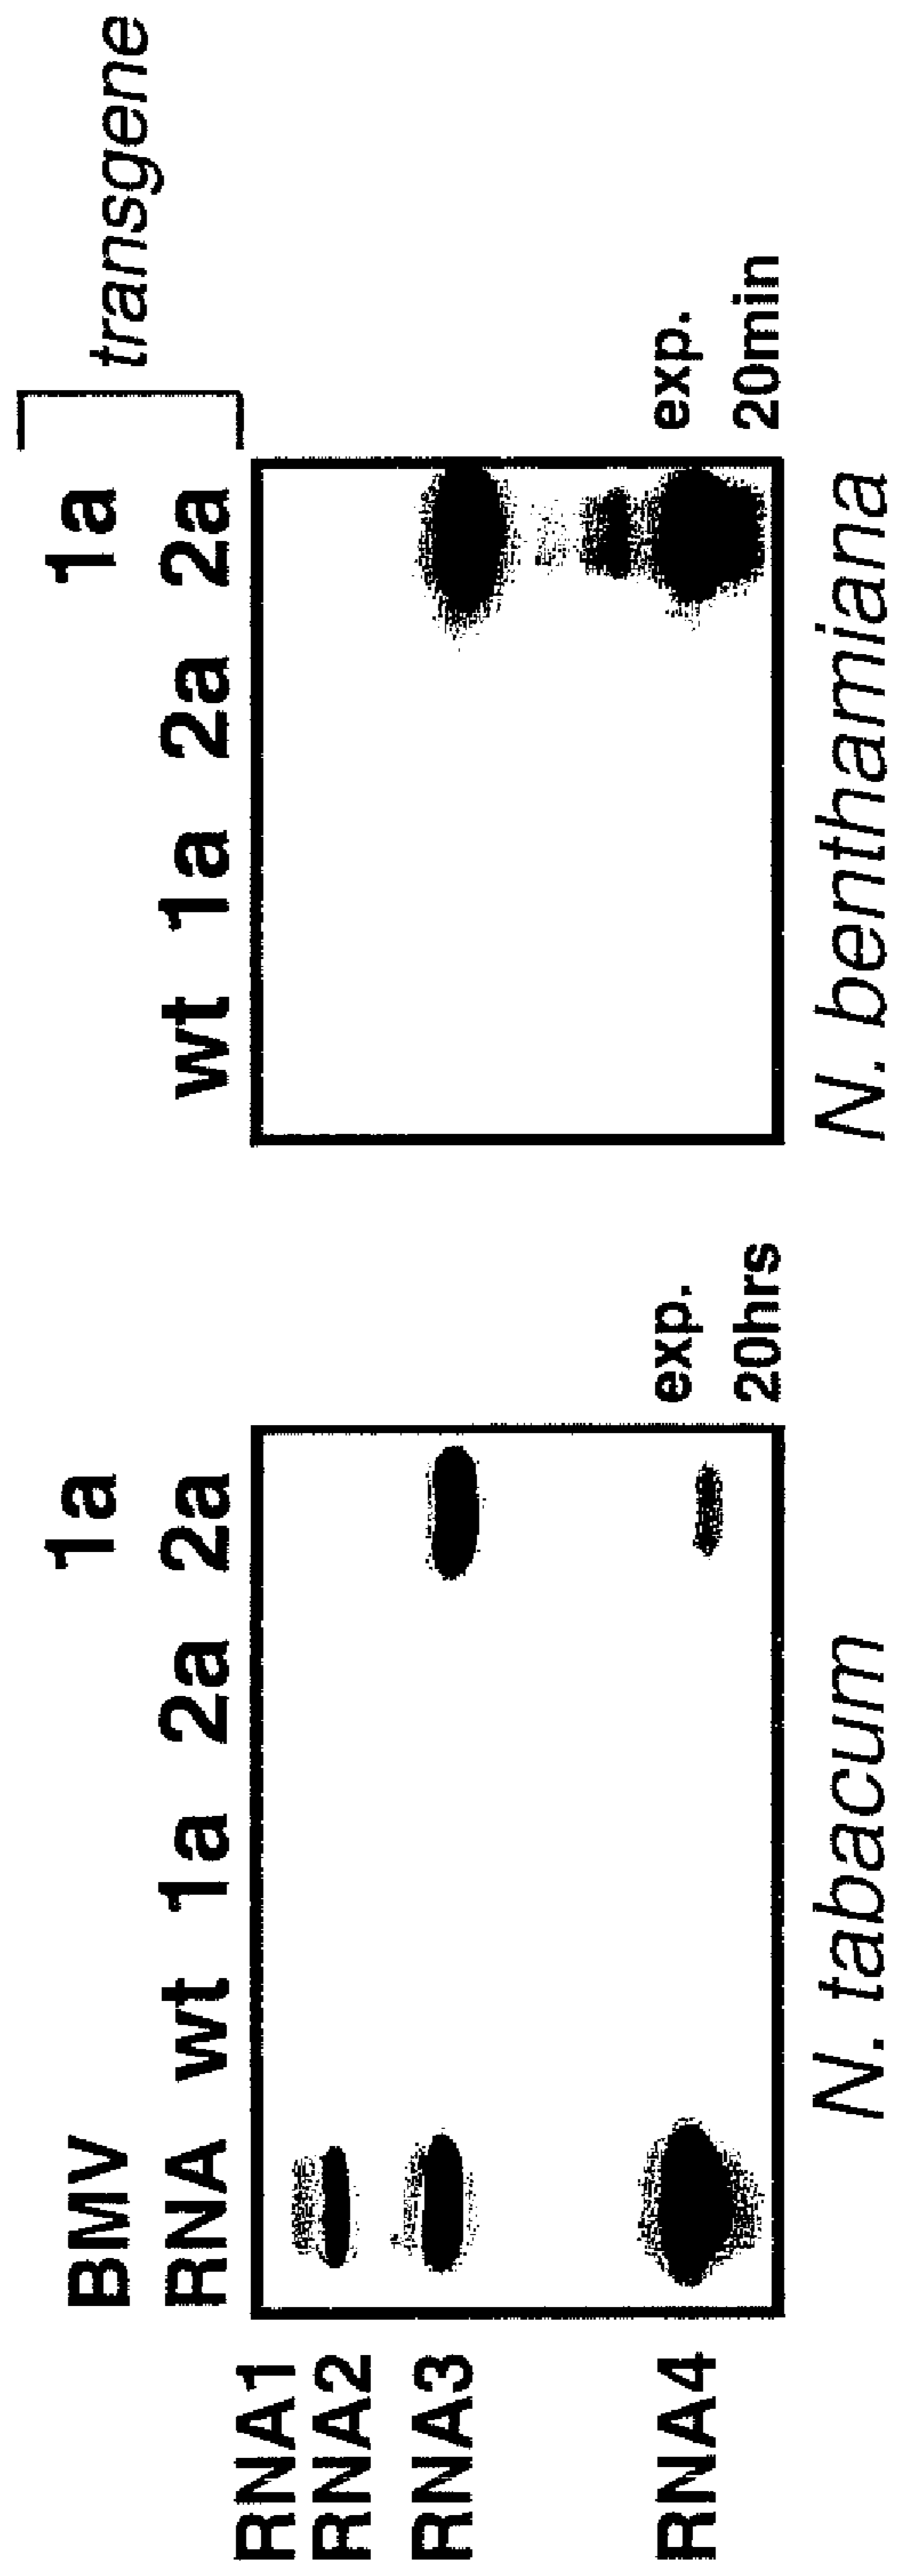 BMV 1a 1a
RNA wt 1a 2a 2a wt 1a 2a 2a transgene
RNA1
RNA2
RNA3
RNA4
exp.
20hrs
exp.
20min
N. tabacum N. benthamiana